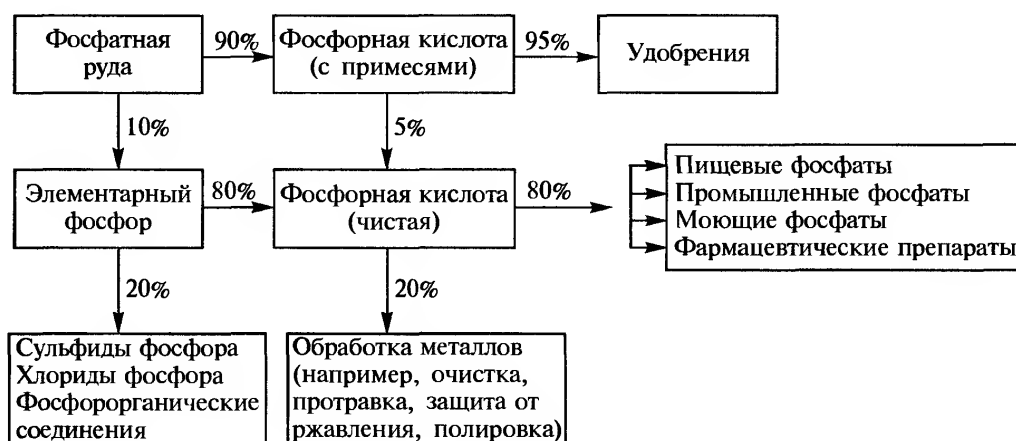 Фосфатная
руда
90%
Фосфорная кислота
(с примесями)
95%
Удобрения
10%
5%
Элементарный
фосфор
80%
Фосфорная кислота
(чистая)
80%
Пищевые фосфаты
Промышленные фосфаты
Моющие фосфаты
Фармацевтические препараты
20%
20%
Сульфиды фосфора
Хлориды фосфора
Фосфорорганические
соединения
Обработка металлов
(например, очистка,
протравка, защита от
ржавления, полировка)